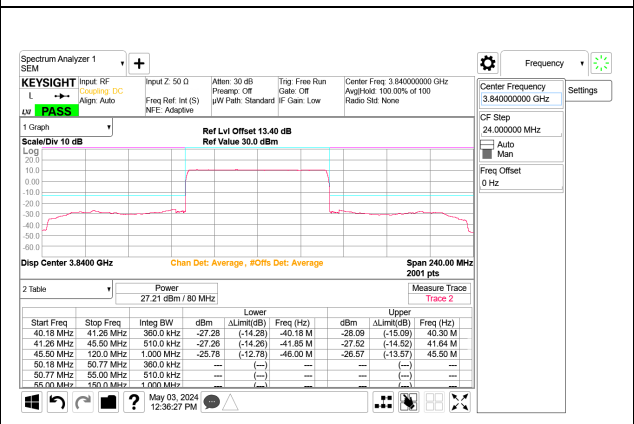 Spectrum Analyzer 1
SEM
Frequency
KEYSIGHT
L
LXI PASS
Input: RF
Coupling: DC
Align: Auto
Input Z: 50 Ω
Freq Ref: Int (S)
NFE: Adaptive
Atten: 30 dB
Preamp: Off
µW Path: Standard
Trig: Free Run
Gate: Off
IF Gain: Low
Center Freq: 3.840000000 GHz
Avg|Hold: 100.00% of 100
Radio Std: None
Center Frequency
3.840000000 GHz
Settings
CF Step
24.000000 MHz
Auto
Man
Freq Offset
0 Hz
1 Graph
Scale/Div 10 dB
Ref Lvl Offset 13.40 dB
Ref Value 30.0 dBm
Log
20.0
10.0
0.00
-10.0
-20.0
-30.0
-40.0
-50.0
-60.0
Disp Center 3.8400 GHz
Chan Det: Average , #Offs Det: Average
Span 240.00 MHz
2001 pts
2 Table
Power
27.21 dBm / 80 MHz
Measure Trace
Trace 2
Lower Upper
Start Freq Stop Freq Integ BW dBm ΔLimit(dB) Freq (Hz) dBm ΔLimit(dB) Freq (Hz)
40.18 MHz 41.26 MHz 360.0 kHz -27.28 (-14.28) -40.18 M -28.09 (-15.09) 40.30 M
41.26 MHz 45.50 MHz 510.0 kHz -27.26 (-14.26) -41.85 M -27.52 (-14.52) 41.64 M
45.50 MHz 120.0 MHz 1.000 MHz -25.78 (-12.78) -46.00 M -26.57 (-13.57) 45.50 M
50.18 MHz 50.77 MHz 360.0 kHz --- (---) --- --- (---) ---
50.77 MHz 55.00 MHz 510.0 kHz --- (---) --- --- (---) ---
55.00 MHz 150.0 MHz 1.000 MHz --- (---) --- --- (---) ---
?
May 03, 2024
12:36:27 PM